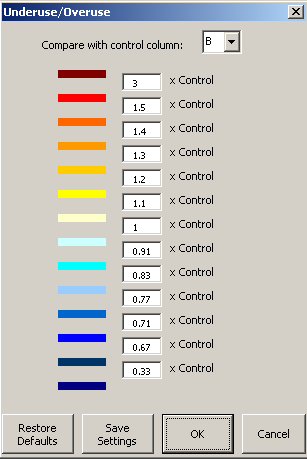 Underuse/Overuse
Compare with control column: B
3 x Control
1.5 x Control
1.4 x Control
1.3 x Control
1.2 x Control
1.1 x Control
1 x Control
0.91 x Control
0.83 x Control
0.77 x Control
0.71 x Control
0.67 x Control
0.33 x Control
Restore
Defaults
Save
Settings
OK
Cancel